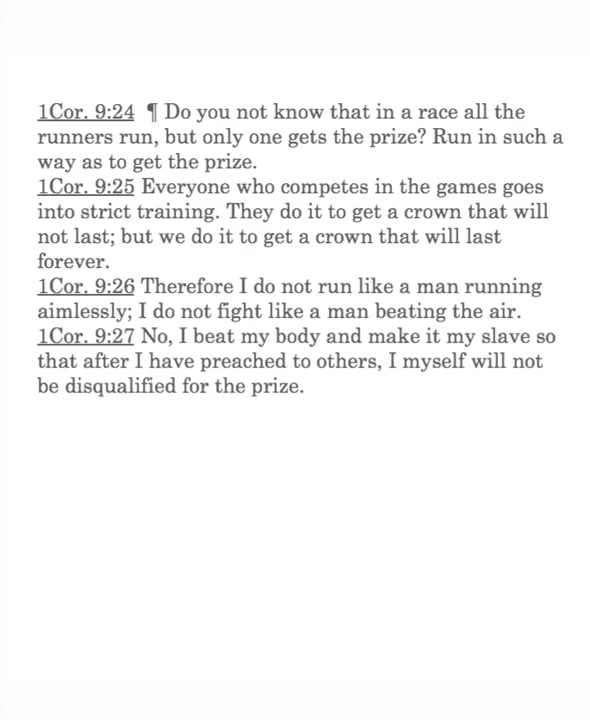 1Cor. 9:24 ¶ Do you not know that in a race all the
runners run, but only one gets the prize? Run in such a
way as to get the prize.
1Cor. 9:25 Everyone who competes in the games goes
into strict training. They do it to get a crown that will
not last; but we do it to get a crown that will last
forever.
1Cor. 9:26 Therefore I do not run like a man running
aimlessly; I do not fight like a man beating the air.
1Cor. 9:27 No, I beat my body and make it my slave so
that after I have preached to others, I myself will not
be disqualified for the prize.